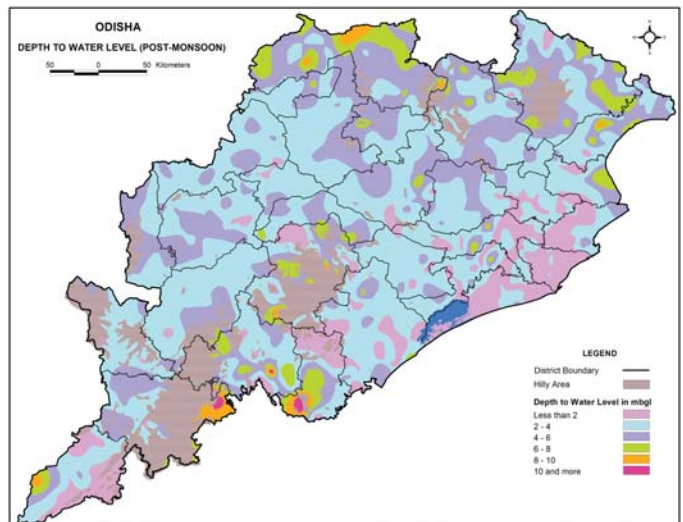 ODISHA
DEPTH TO WATER LEVEL (POST-MONSOON)
50 0 50 Kilometers
N
LEGEND
District Boundary
Hilly Area
Depth to Water Level in mbgl
Less than 2
2 - 4
4 - 6
6 - 8
8 - 10
10 and more